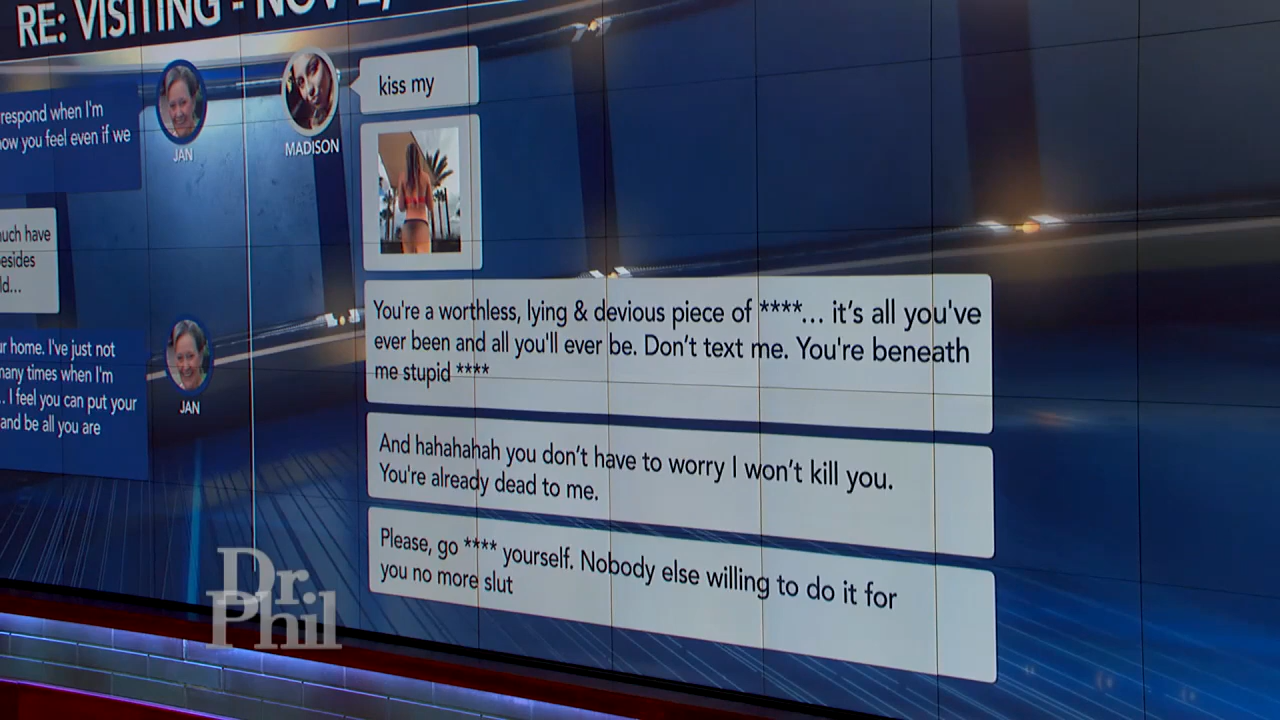 RE: VISITING - NOV 2,
respond when I'm
ow you feel even if we
JAN
uch have
esides
d...
r home. I've just not
many times when I'm
.. I feel you can put your
and be all you are
JAN
MADISON
kiss my
You're a worthless, lying & devious piece of ****... it's all you've
ever been and all you'll ever be. Don't text me. You're beneath
me stupid ****
And hahahahah you don't have to worry I won't kill you.
You're already dead to me.
Please, go **** yourself. Nobody else willing to do it for
you no more slut
Dr.
Phil